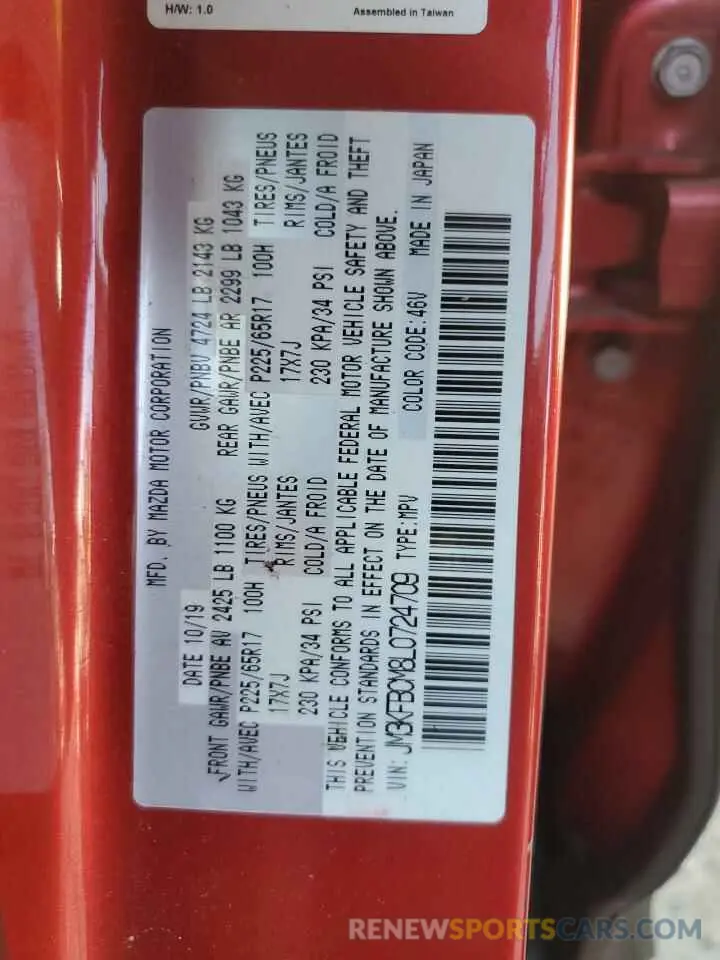 H/W: 1.0 Assembled in Taiwan
MFD. BY MAZDA MOTOR CORPORATION
DATE 10/19 GVWR/PNBV 4724 LB 2143 KG
FRONT GAWR/PNBE AV 2425 LB 1100 KG REAR GAWR/PNBE AR 2299 LB 1043 KG
WITH/AVEC P225/65R17 100H TIRES/PNEUS WITH/AVEC P225/65R17 100H TIRES/PNEUS
17X7J RIMS/JANTES 17X7J RIMS/JANTES
230 KPA/34 PSI COLD/A FROID 230 KPA/34 PSI COLD/A FROID
THIS VEHICLE CONFORMS TO ALL APPLICABLE FEDERAL MOTOR VEHICLE SAFETY AND THEFT
PREVENTION STANDARDS IN EFFECT ON THE DATE OF MANUFACTURE SHOWN ABOVE.
VIN: JM3KFBCM8L0724709 TYPE:MPV COLOR CODE:46V MADE IN JAPAN
RENEWSPORTSCARS.COM